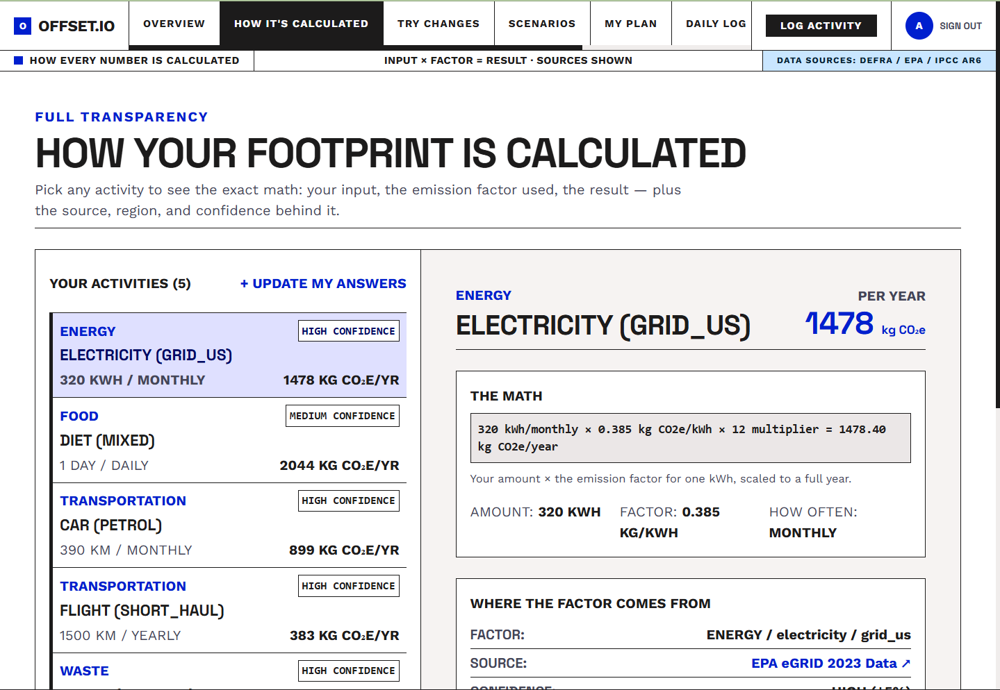 O OFFSET.IO
OVERVIEW
HOW IT'S CALCULATED
TRY CHANGES
SCENARIOS
MY PLAN
DAILY LOG
LOG ACTIVITY
A SIGN OUT
HOW EVERY NUMBER IS CALCULATED
INPUT × FACTOR = RESULT · SOURCES SHOWN
DATA SOURCES: DEFRA / EPA / IPCC AR6
FULL TRANSPARENCY
HOW YOUR FOOTPRINT IS CALCULATED
Pick any activity to see the exact math: your input, the emission factor used, the result — plus
the source, region, and confidence behind it.
YOUR ACTIVITIES (5)
+ UPDATE MY ANSWERS
ENERGY
HIGH CONFIDENCE
ELECTRICITY (GRID_US)
320 KWH / MONTHLY
1478 KG CO₂E/YR
FOOD
MEDIUM CONFIDENCE
DIET (MIXED)
1 DAY / DAILY
2044 KG CO₂E/YR
TRANSPORTATION
HIGH CONFIDENCE
CAR (PETROL)
390 KM / MONTHLY
899 KG CO₂E/YR
TRANSPORTATION
HIGH CONFIDENCE
FLIGHT (SHORT_HAUL)
1500 KM / YEARLY
383 KG CO₂E/YR
WASTE
HIGH CONFIDENCE
ENERGY
PER YEAR
ELECTRICITY (GRID_US)
1478 kg CO₂e
THE MATH
320 kWh/monthly × 0.385 kg CO2e/kWh × 12 multiplier = 1478.40
kg CO2e/year
Your amount × the emission factor for one kWh, scaled to a full year.
AMOUNT: 320 KWH
FACTOR: 0.385
KG/KWH
HOW OFTEN:
MONTHLY
WHERE THE FACTOR COMES FROM
FACTOR:
ENERGY / electricity / grid_us
SOURCE:
EPA eGRID 2023 Data ↗
CONFIDENCE:
HIGH (±5%)